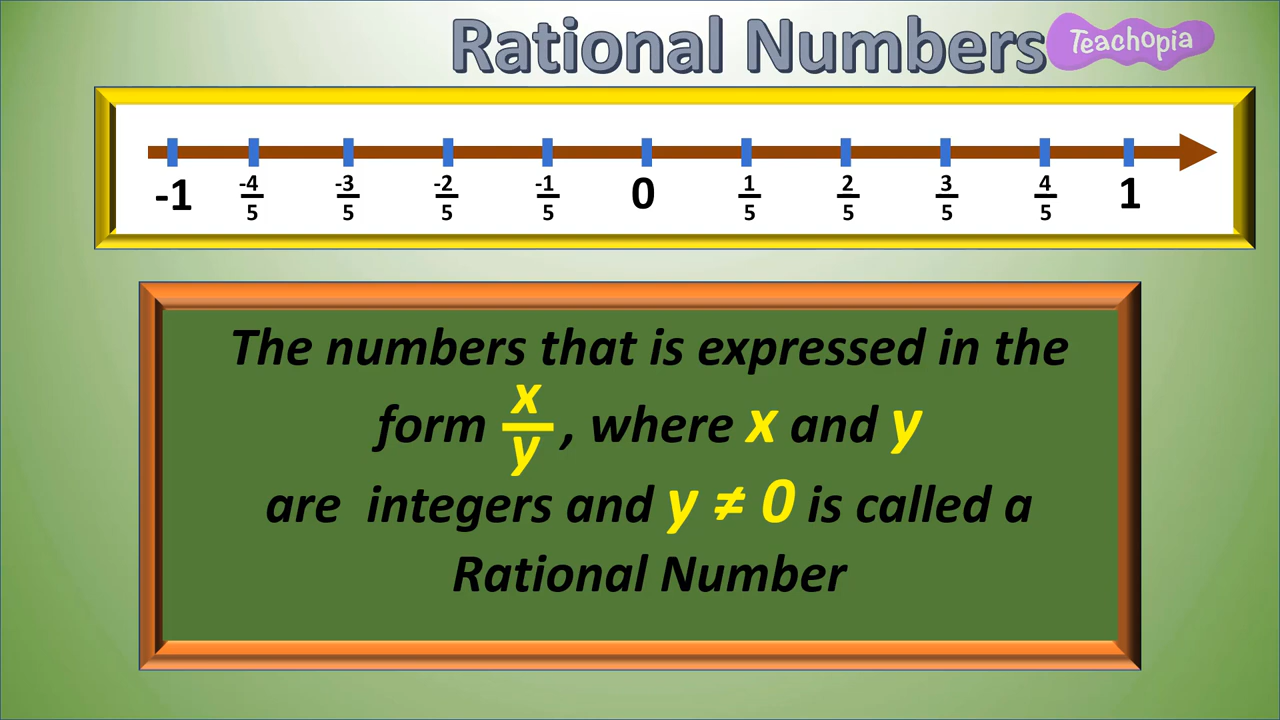 Rational Numbers
Teachopia
-1 -4/5 -3/5 -2/5 -1/5 0 1/5 2/5 3/5 4/5 1
The numbers that is expressed in the
form x/y , where x and y
are integers and y ≠ 0 is called a
Rational Number